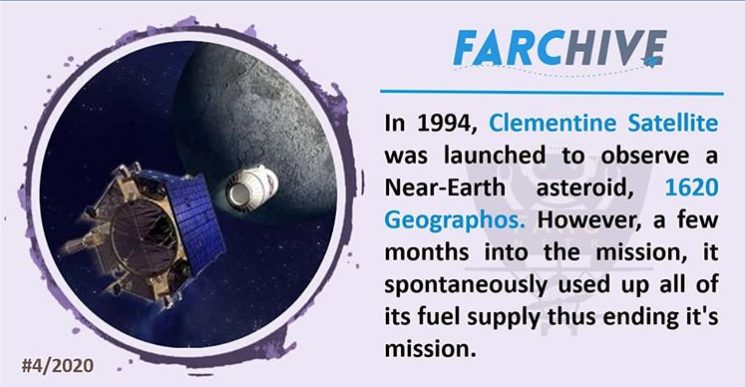 FARCHIVE
In 1994, Clementine Satellite
was launched to observe a
Near-Earth asteroid, 1620
Geographos. However, a few
months into the mission, it
spontaneously used up all of
its fuel supply thus ending it's
mission.
#4/2020